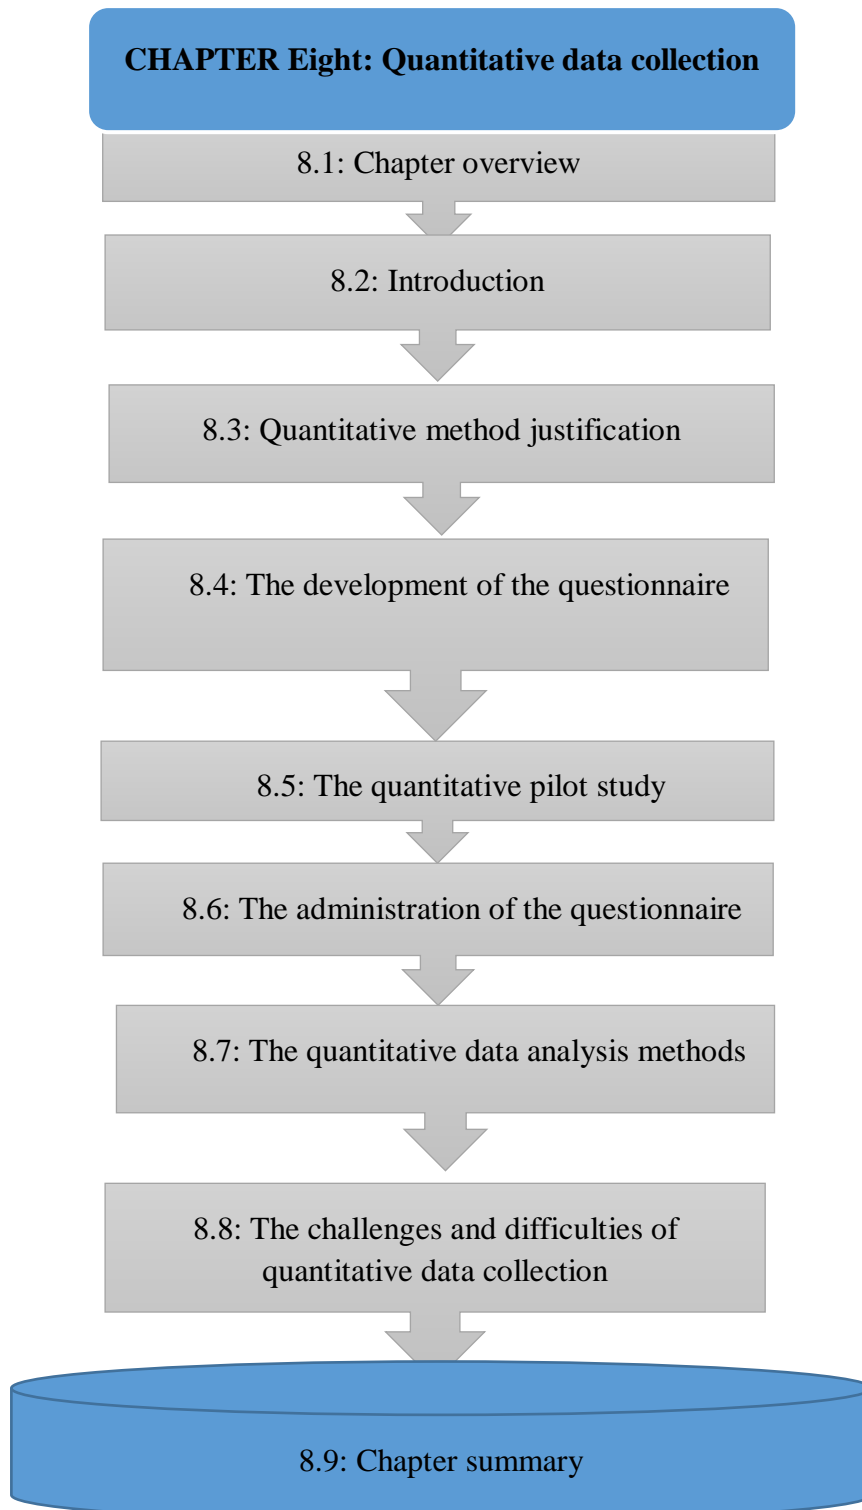 CHAPTER Eight: Quantitative data collection
8.1: Chapter overview
8.2: Introduction
8.3: Quantitative method justification
8.4: The development of the questionnaire
8.5: The quantitative pilot study
8.6: The administration of the questionnaire
8.7: The quantitative data analysis methods
8.8: The challenges and difficulties of
quantitative data collection
8.9: Chapter summary